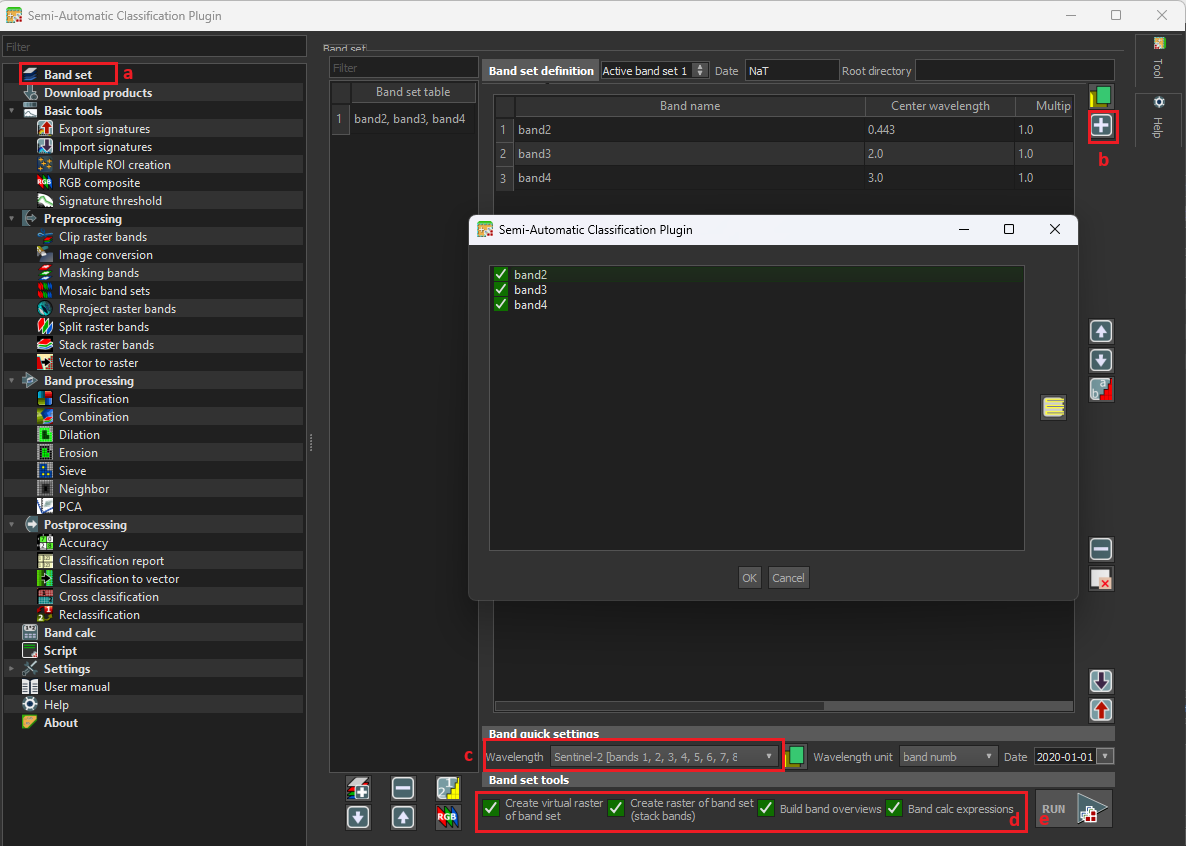 Semi-Automatic Classification Plugin
Filter
Band set
a
Download products
Basic tools
Export signatures
Import signatures
Multiple ROI creation
RGB composite
Signature threshold
Preprocessing
Clip raster bands
Image conversion
Masking bands
Mosaic band sets
Reproject raster bands
Split raster bands
Stack raster bands
Vector to raster
Band processing
Classification
Combination
Dilation
Erosion
Sieve
Neighbor
PCA
Postprocessing
Accuracy
Classification report
Classification to vector
Cross classification
Reclassification
Band calc
Script
Settings
User manual
Help
About
Band set
Filter
Band set table
1 band2, band3, band4
Band set definition Active band set 1 Date NaT Root directory
Band name Center wavelength Multip
1 band2 0.443 1.0
2 band3 2.0 1.0
3 band4 3.0 1.0
b
Tool
Help
Semi-Automatic Classification Plugin
band2
band3
band4
OK Cancel
Band quick settings
c Wavelength Sentinel-2 [bands 1, 2, 3, 4, 5, 6, 7, 8 Wavelength unit band numb Date 2020-01-01
Band set tools
Create virtual raster
of band set
Create raster of band set
(stack bands)
Build band overviews
Band calc expressions
d
RUN
e
RGB